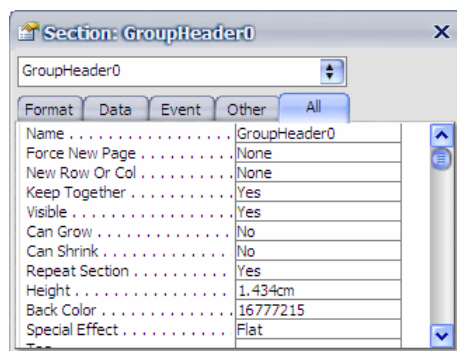 Section: GroupHeader0
GroupHeader0
Format Data Event Other All
Name . . . . . . . . . . . . . . . . . GroupHeader0
Force New Page . . . . . . . . . . None
New Row Or Col . . . . . . . . . . None
Keep Together . . . . . . . . . . . Yes
Visible . . . . . . . . . . . . . . . . . Yes
Can Grow . . . . . . . . . . . . . . No
Can Shrink . . . . . . . . . . . . . No
Repeat Section . . . . . . . . . . Yes
Height . . . . . . . . . . . . . . . . 1.434cm
Back Color . . . . . . . . . . . . . 16777215
Special Effect . . . . . . . . . . . Flat